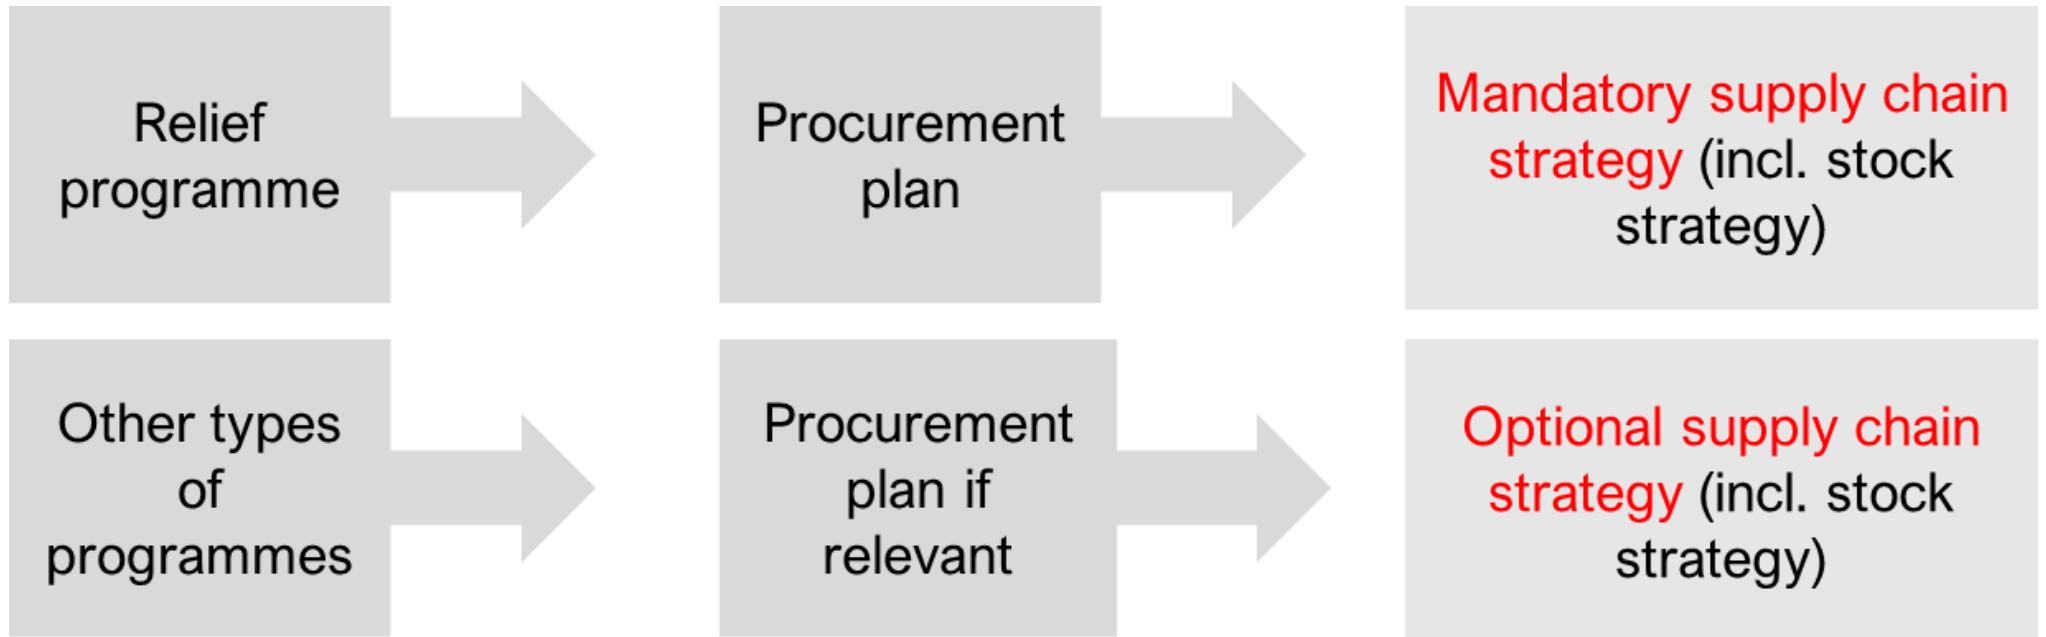 Relief
programme
Procurement
plan
Mandatory supply chain
strategy (incl. stock
strategy)
Other types
of
programmes
Procurement
plan if
relevant
Optional supply chain
strategy (incl. stock
strategy)